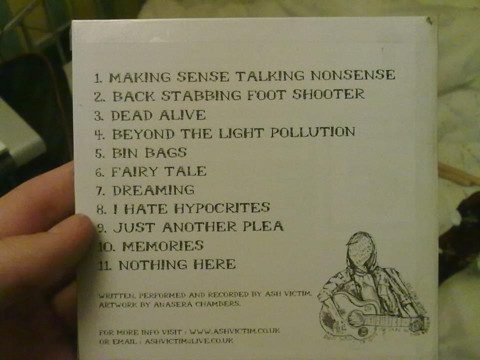 1. MAKING SENSE TALKING NONSENSE
2. BACK STABBING FOOT SHOOTER
3. DEAD ALIVE
4. BEYOND THE LIGHT POLLUTION
5. BIN BAGS
6. FAIRY TALE
7. DREAMING
8. I HATE HYPOCRITES
9. JUST ANOTHER PLEA
10. MEMORIES
11. NOTHING HERE
WRITTEN, PERFORMED AND RECORDED BY ASH VICTIM.
ARTWORK BY ANASERA CHAMBERS.
FOR MORE INFO VISIT : WWW.ASHVICTIM.CO.UK
OR EMAIL : ASHVICTIM@LIVE.CO.UK